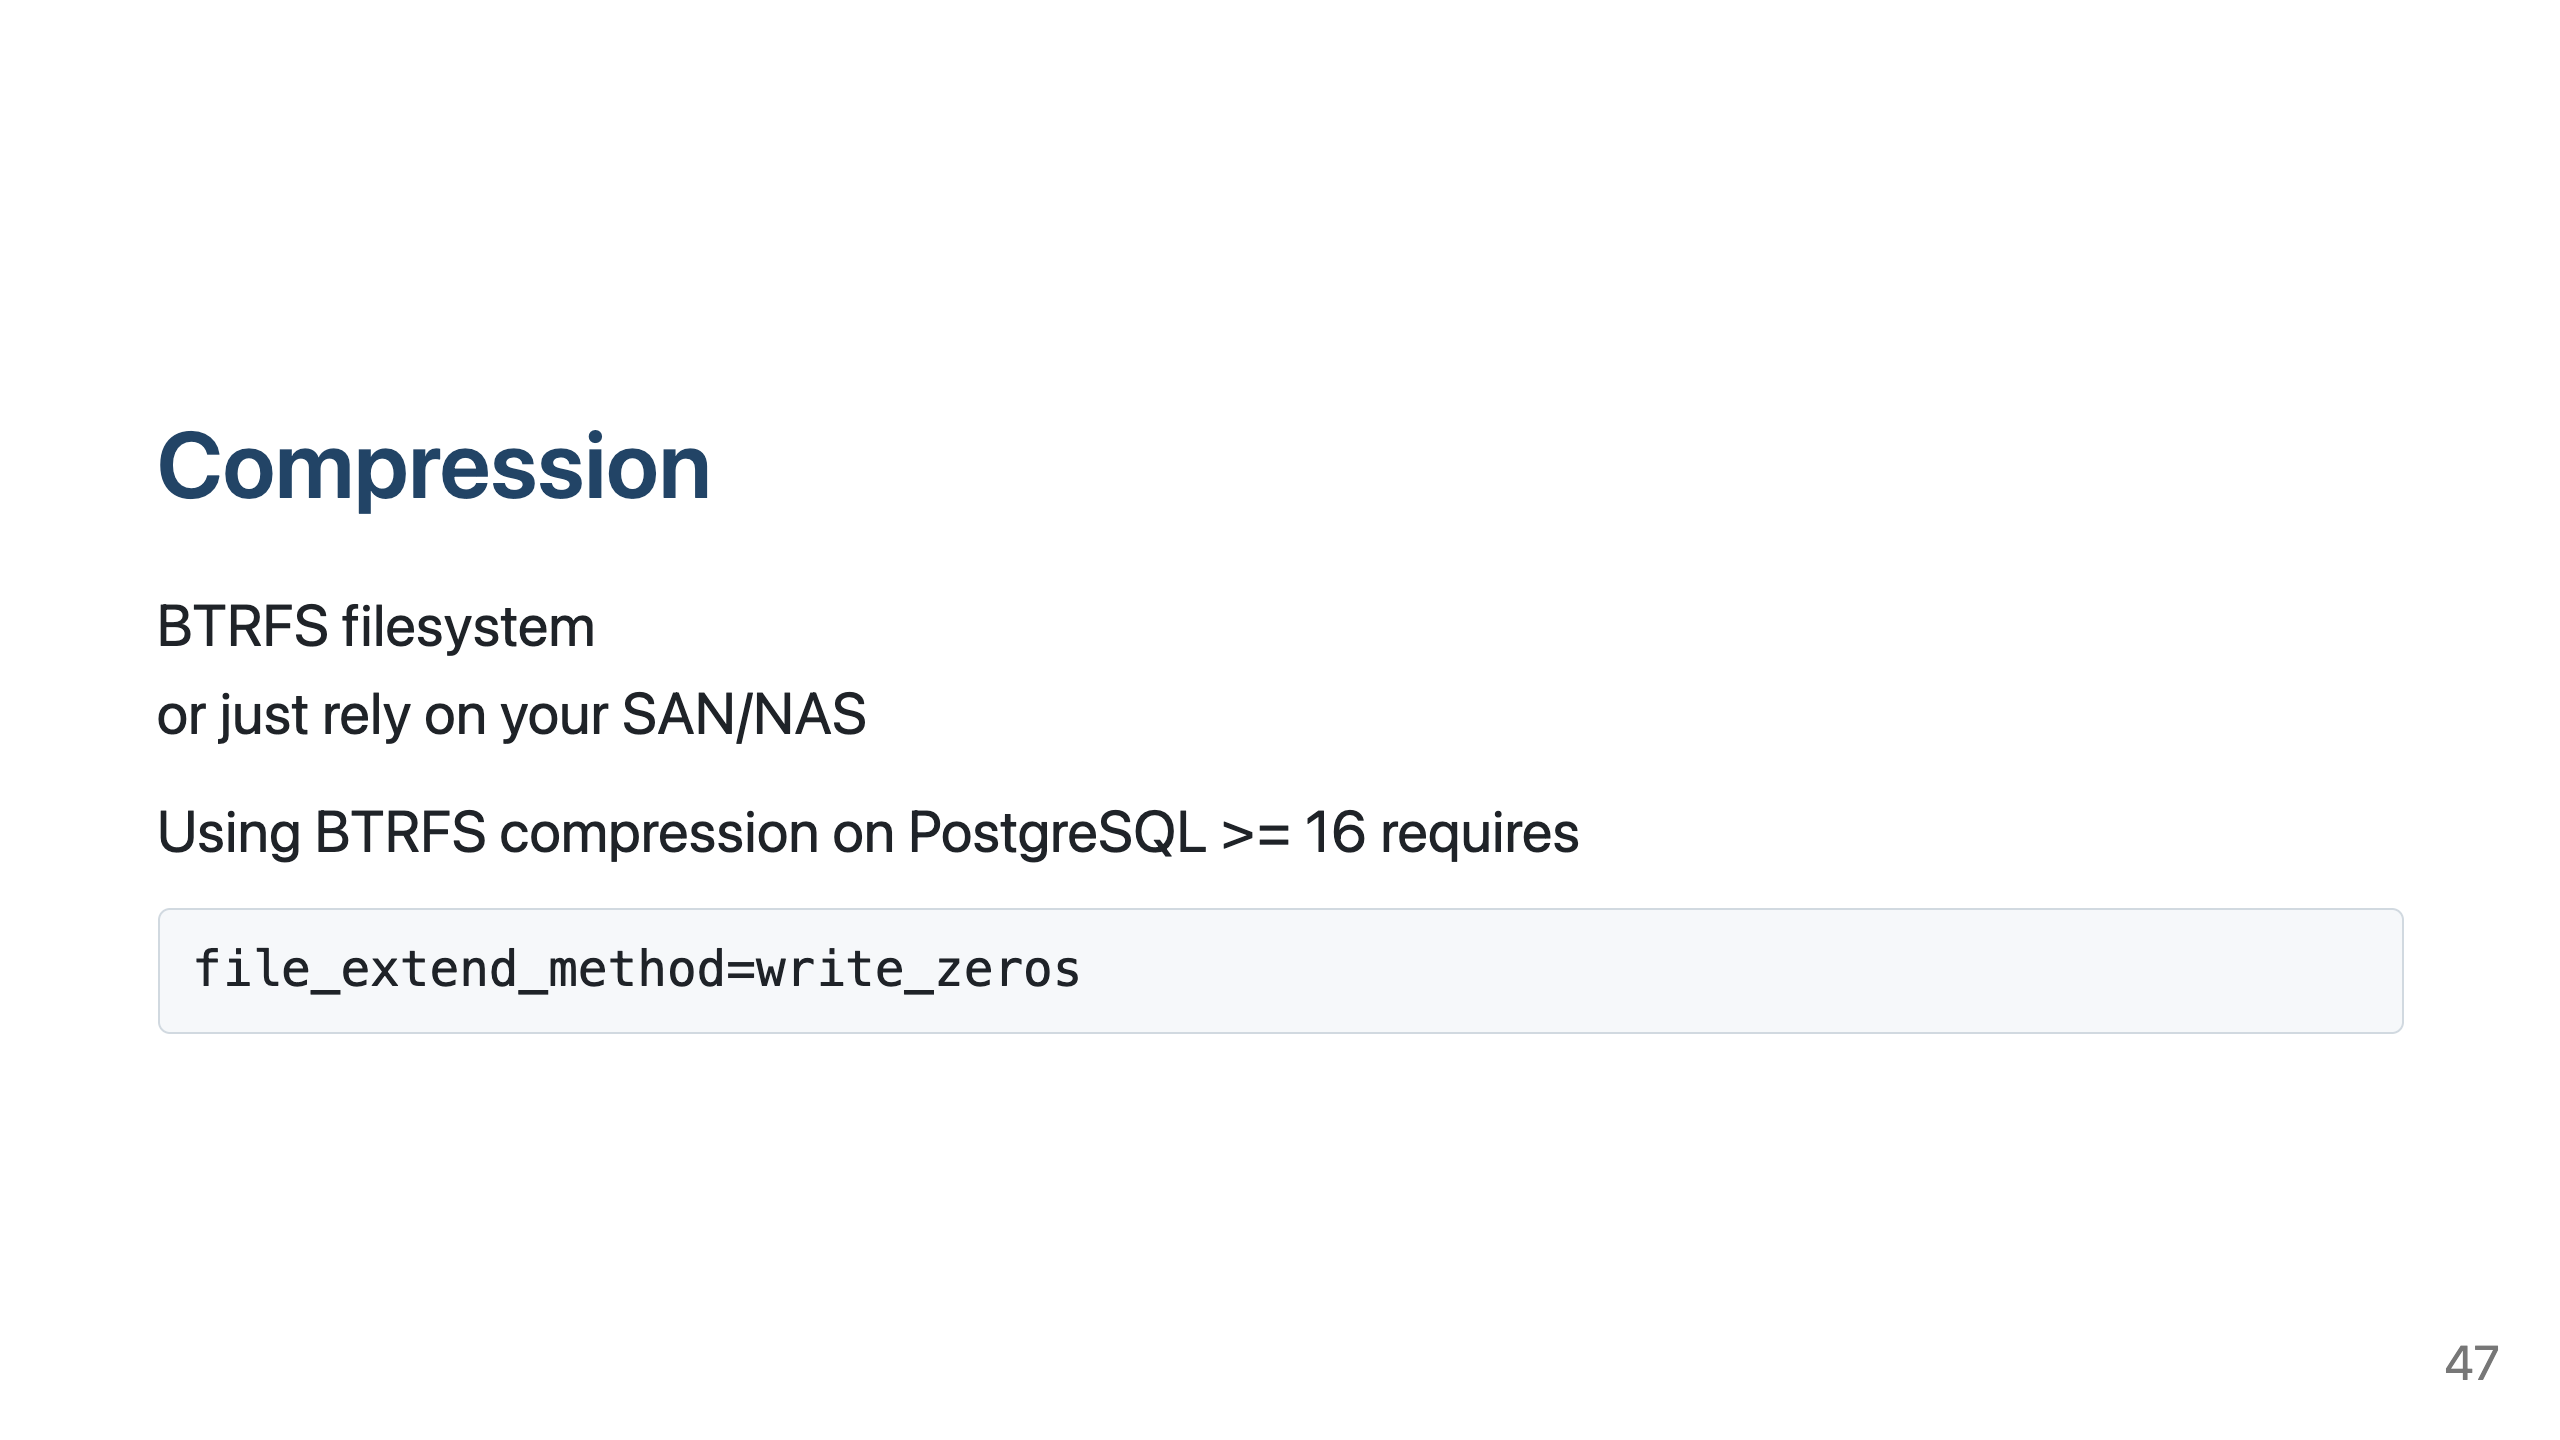 Compression
BTRFS filesystem
or just rely on your SAN/NAS
Using BTRFS compression on PostgreSQL >= 16 requires
file_extend_method=write_zeros
47